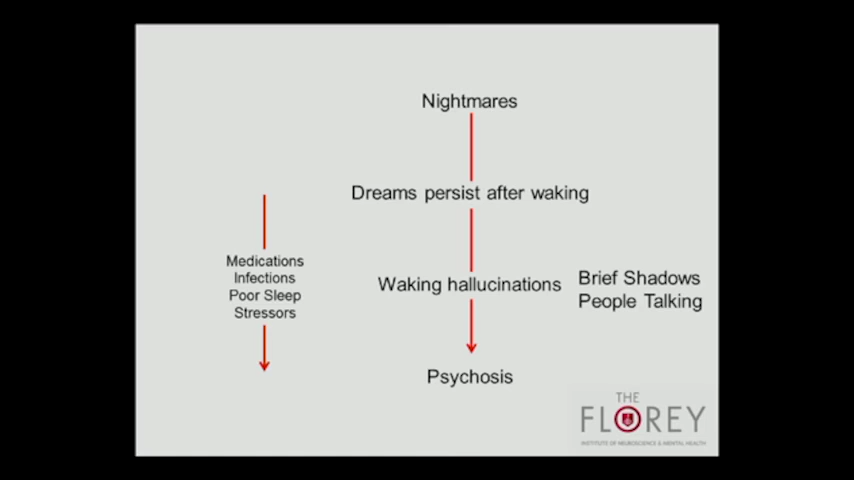 Nightmares
Dreams persist after waking
Medications
Infections
Poor Sleep
Stressors
Waking hallucinations
Brief Shadows
People Talking
Psychosis
THE
FLOREY
INSTITUTE OF NEUROSCIENCE & MENTAL HEALTH